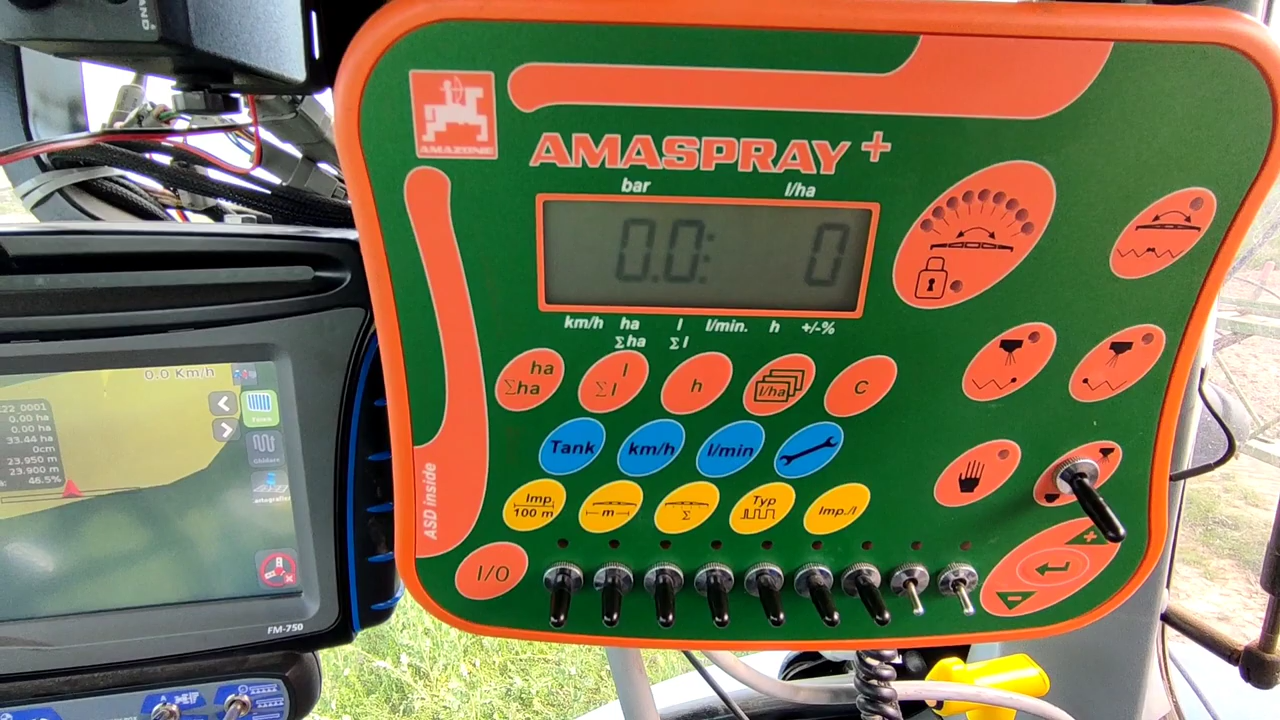 AND
AMAZONE
AMASPRAY+
bar l/ha
0.0: 0
km/h ha l l/min. h +/-%
Σha Σl
ha
Σha
l
Σl
h
l/ha
C
Tank
km/h
l/min
Imp.
100 m
m
Σ
Typ
Imp./l
ASD inside
I/O
+
0.0 Km/h
22_0001
0.00 ha
0.00 ha
33.44 ha
0cm
23.950 m
23.900 m
46.5%
FM-750